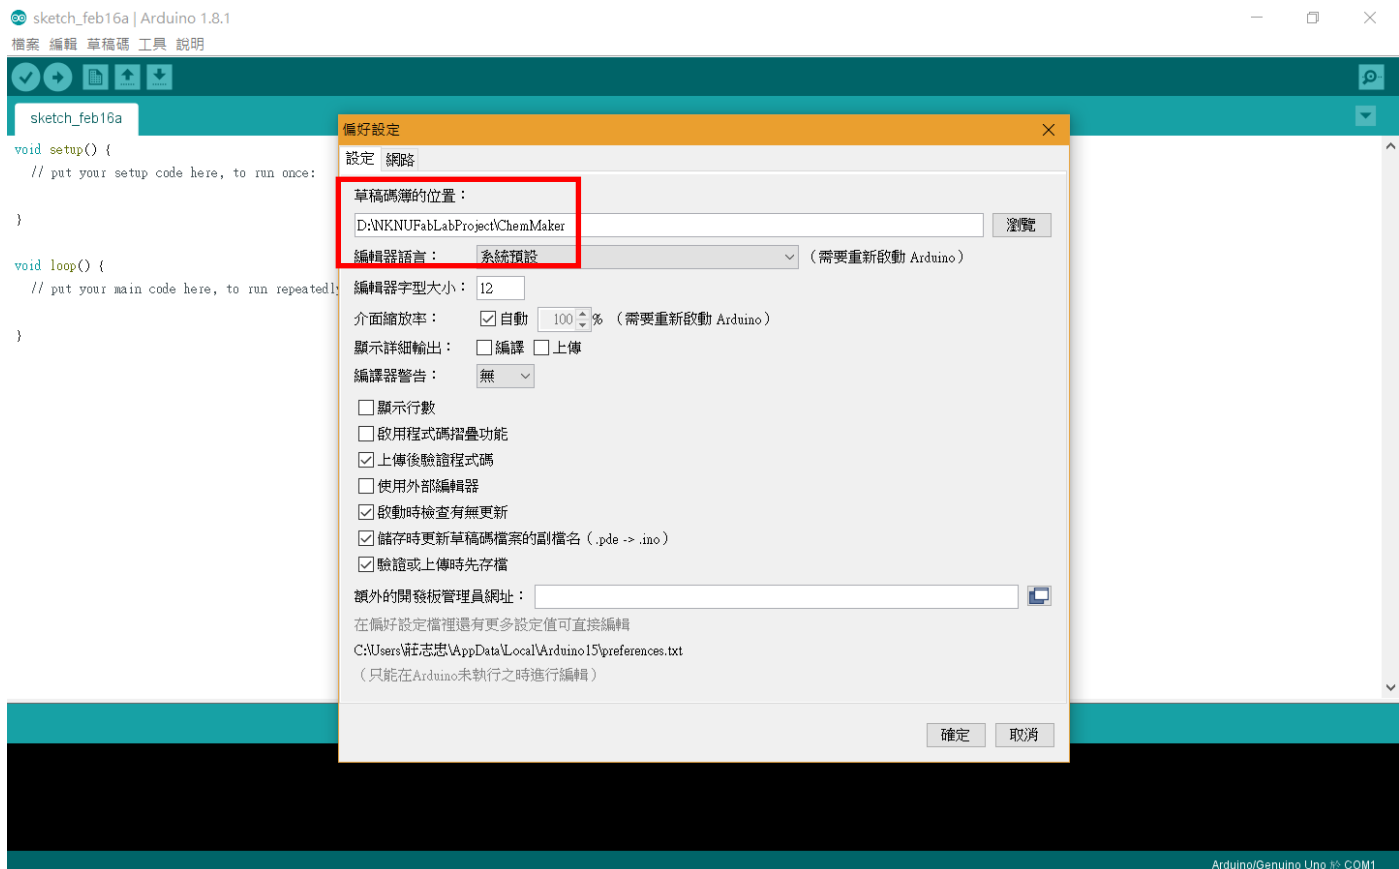 sketch_feb16a | Arduino 1.8.1
檔案 編輯 草稿碼 工具 說明
sketch_feb16a
void setup() {
// put your setup code here, to run once:
}
void loop() {
// put your main code here, to run repeatedly
}
偏好設定
設定 網路
草稿碼簿的位置：
D:\NKNUFabLabProject\ChemMaker 瀏覽
編輯器語言： 系統預設 （需要重新啟動 Arduino）
編輯器字型大小： 12
介面縮放率： 自動 100 % （需要重新啟動 Arduino）
顯示詳細輸出： 編譯 上傳
編譯器警告： 無
顯示行數
啟用程式碼摺疊功能
上傳後驗證程式碼
使用外部編輯器
啟動時檢查有無更新
儲存時更新草稿碼檔案的副檔名（.pde -> .ino）
驗證或上傳時先存檔
額外的開發板管理員網址：
在偏好設定檔裡還有更多設定值可直接編輯
C:\Users\莊志忠\AppData\Local\Arduino15\preferences.txt
（只能在Arduino未執行之時進行編輯）
確定 取消
Arduino/Genuino Uno 於 COM1